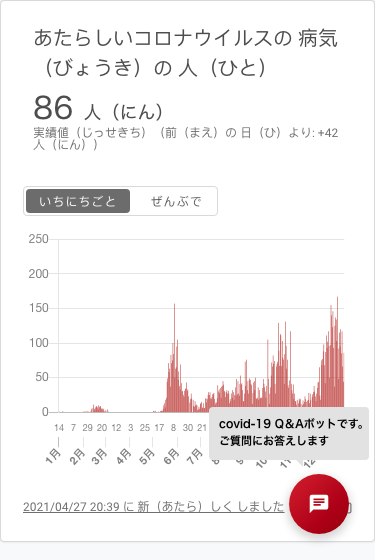 あたらしいコロナウイルスの 病気
（びょうき）の 人（ひと）
86 人（にん）
実績値（じっせきち）（前（まえ）の 日（ひ）より: +42
人（にん））
いちにちごと ぜんぶで
250
200
150
100
50
0
14 7 29 20 12 3 25 17 8 30 21
1月 2月 3月 4月 5月 6月 7月
covid-19 Q&Aボットです。
ご質問にお答えします
2021/04/27 20:39 に 新（あたら）しく しました